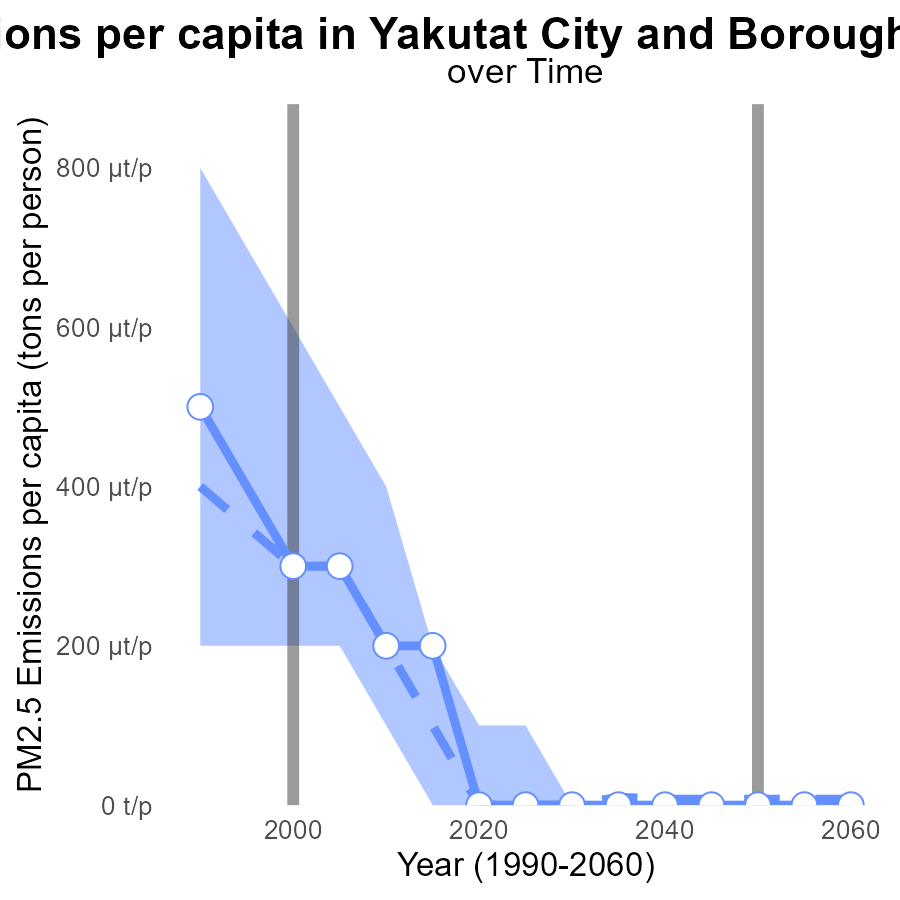 ions per capita in Yakutat City and Borough
over Time
PM2.5 Emissions per capita (tons per person)
800 µt/p
600 µt/p
400 µt/p
200 µt/p
0 t/p
2000 2020 2040 2060
Year (1990-2060)